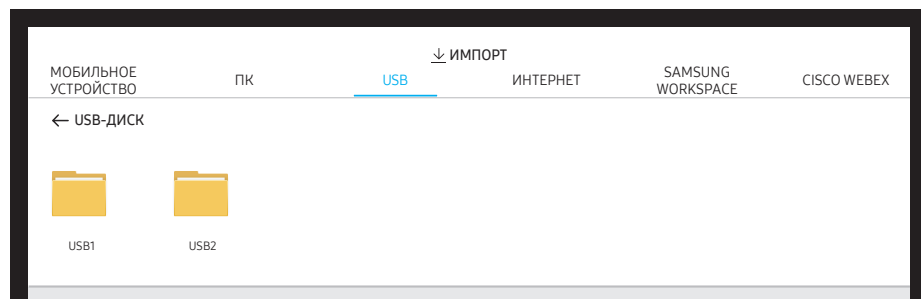 ИМПОРТ
МОБИЛЬНОЕ
УСТРОЙСТВО
ПК
USB
ИНТЕРНЕТ
SAMSUNG
WORKSPACE
CISCO WEBEX
USB-ДИСК
USB1
USB2